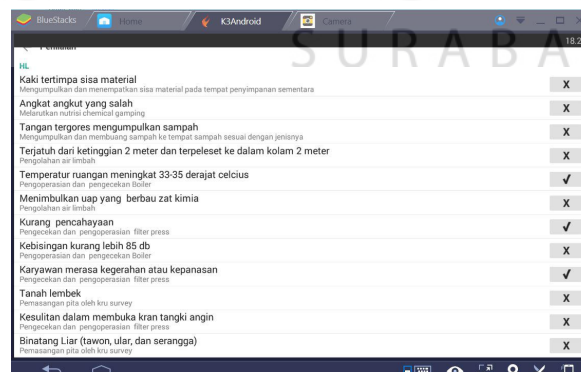 BlueStacks Home K3Android Camera
18.2
Penilaian
SURABA
HL
Kaki tertimpa sisa material
Mengumpulkan dan menempatkan sisa material pada tempat penyimpanan sementara
X
Angkat angkut yang salah
Melarutkan nutrisi chemical gamping
X
Tangan tergores mengumpulkan sampah
Mengumpulkan dan membuang sampah ke tempat sampah sesuai dengan jenisnya
X
Terjatuh dari ketinggian 2 meter dan terpeleset ke dalam kolam 2 meter
Pengolahan air limbah
X
Temperatur ruangan meningkat 33-35 derajat celcius
Pengoperasian dan pengecekan Boiler
✓
Menimbulkan uap yang berbau zat kimia
Pengolahan air limbah
X
Kurang pencahayaan
Pengecekan dan pengoperasian filter press
✓
Kebisingan kurang lebih 85 db
Pengoperasian dan pengecekan Boiler
X
Karyawan merasa kegerahan atau kepanasan
Pengecekan dan pengoperasian filter press
✓
Tanah lembek
Pemasangan pita oleh kru survey
X
Kesulitan dalam membuka kran tangki angin
Pengecekan dan pengoperasian filter press
X
Binatang Liar (tawon, ular, dan serangga)
Pemasangan pita oleh kru survey
X